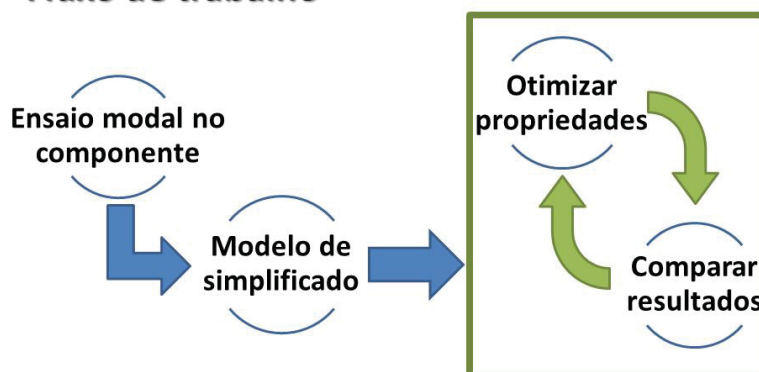 Ensaio modal no
componente
Modelo de
simplificado
Otimizar
propriedades
Comparar
resultados